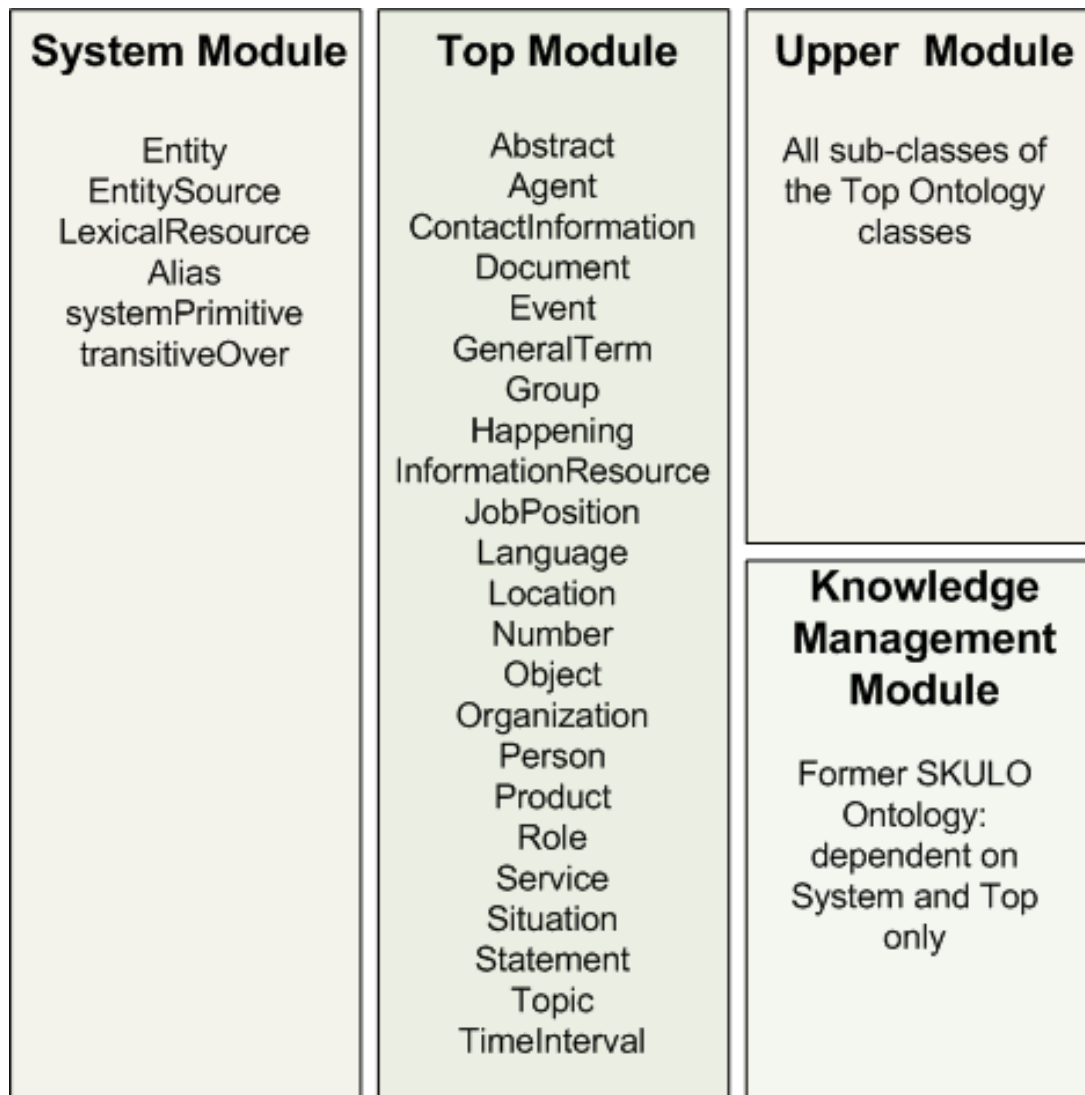 System Module
Entity
EntitySource
LexicalResource
Alias
systemPrimitive
transitiveOver
Top Module
Abstract
Agent
ContactInformation
Document
Event
GeneralTerm
Group
Happening
InformationResource
JobPosition
Language
Location
Number
Object
Organization
Person
Product
Role
Service
Situation
Statement
Topic
TimeInterval
Upper Module
All sub-classes of
the Top Ontology
classes
Knowledge
Management
Module
Former SKULO
Ontology:
dependent on
System and Top
only